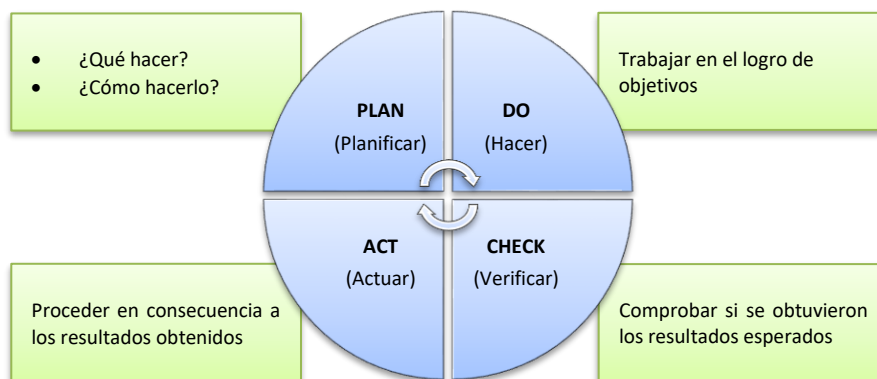 • ¿Qué hacer?
• ¿Cómo hacerlo?
PLAN
(Planificar)
DO
(Hacer)
Trabajar en el logro de
objetivos
ACT
(Actuar)
CHECK
(Verificar)
Proceder en consecuencia a
los resultados obtenidos
Comprobar si se obtuvieron
los resultados esperados